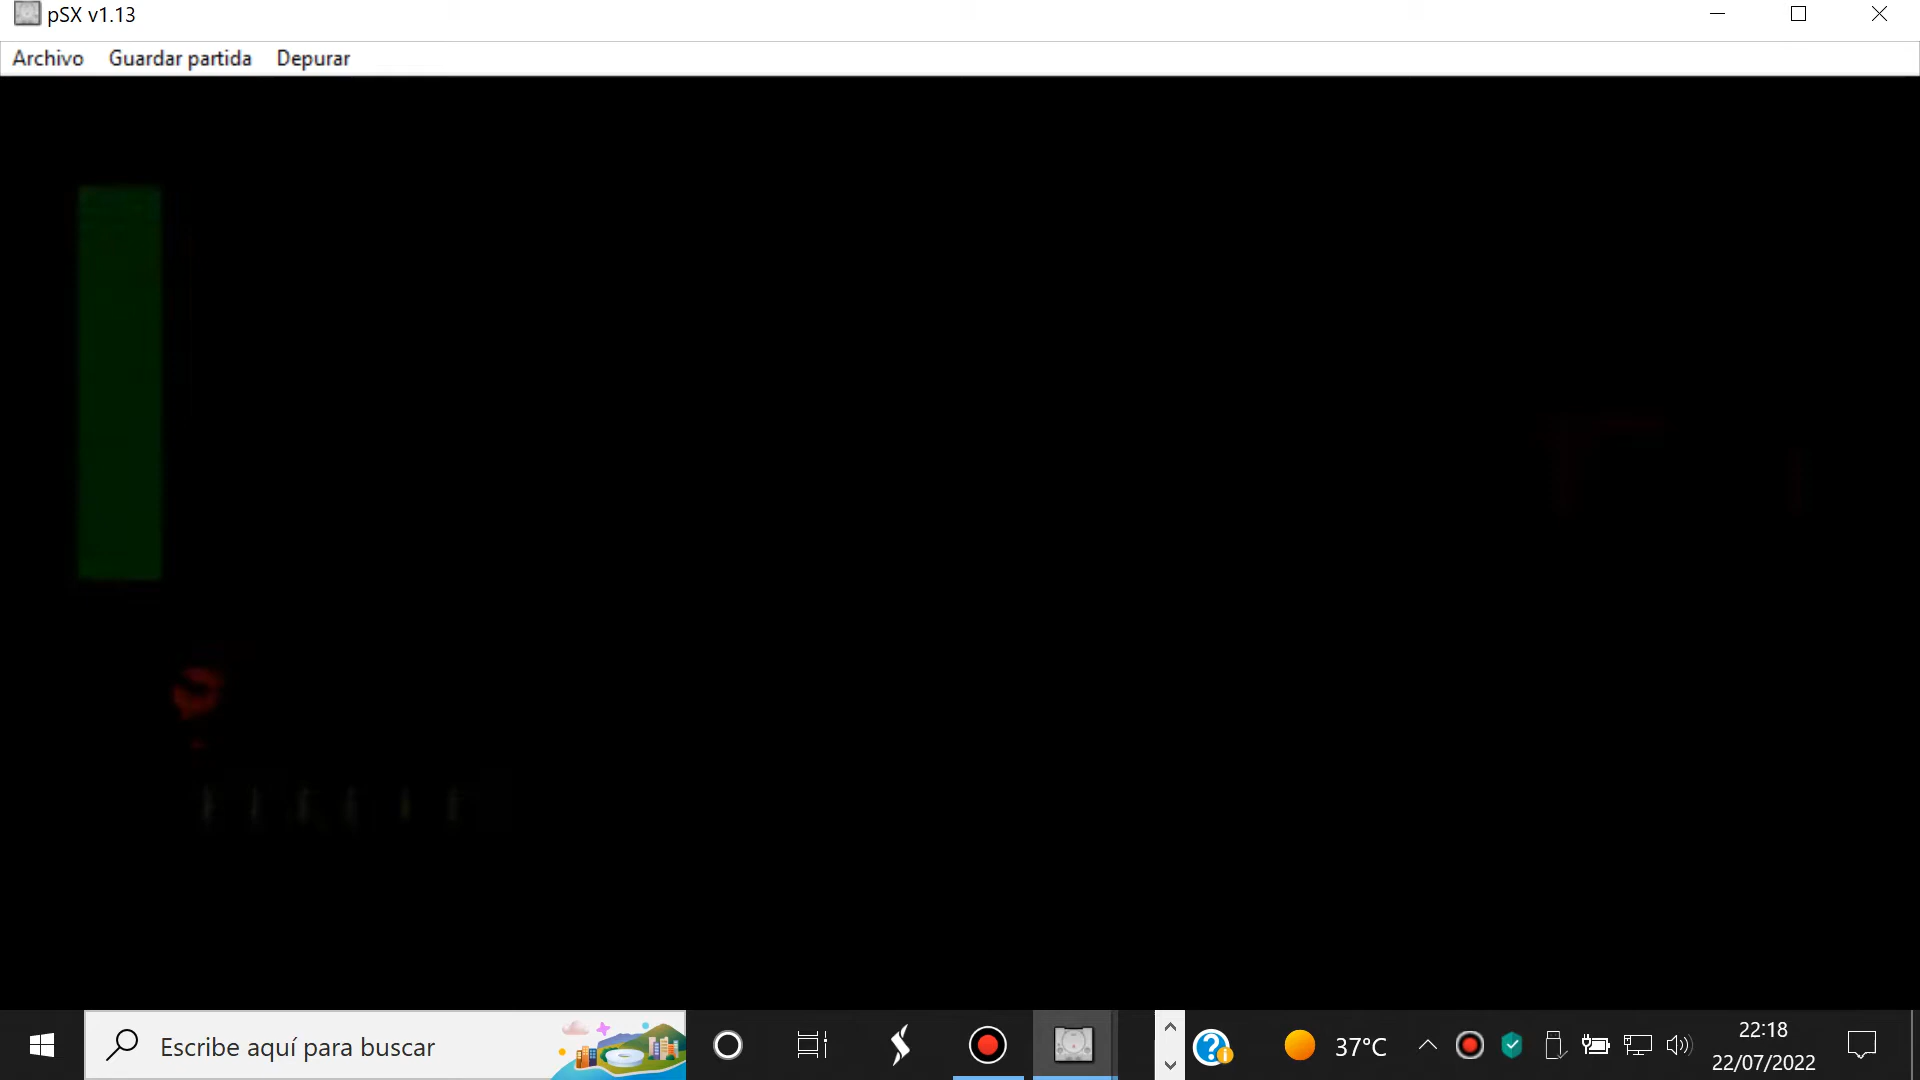 pSX v1.13
Archivo Guardar partida Depurar
Escribe aquí para buscar
37°C
22:18
22/07/2022